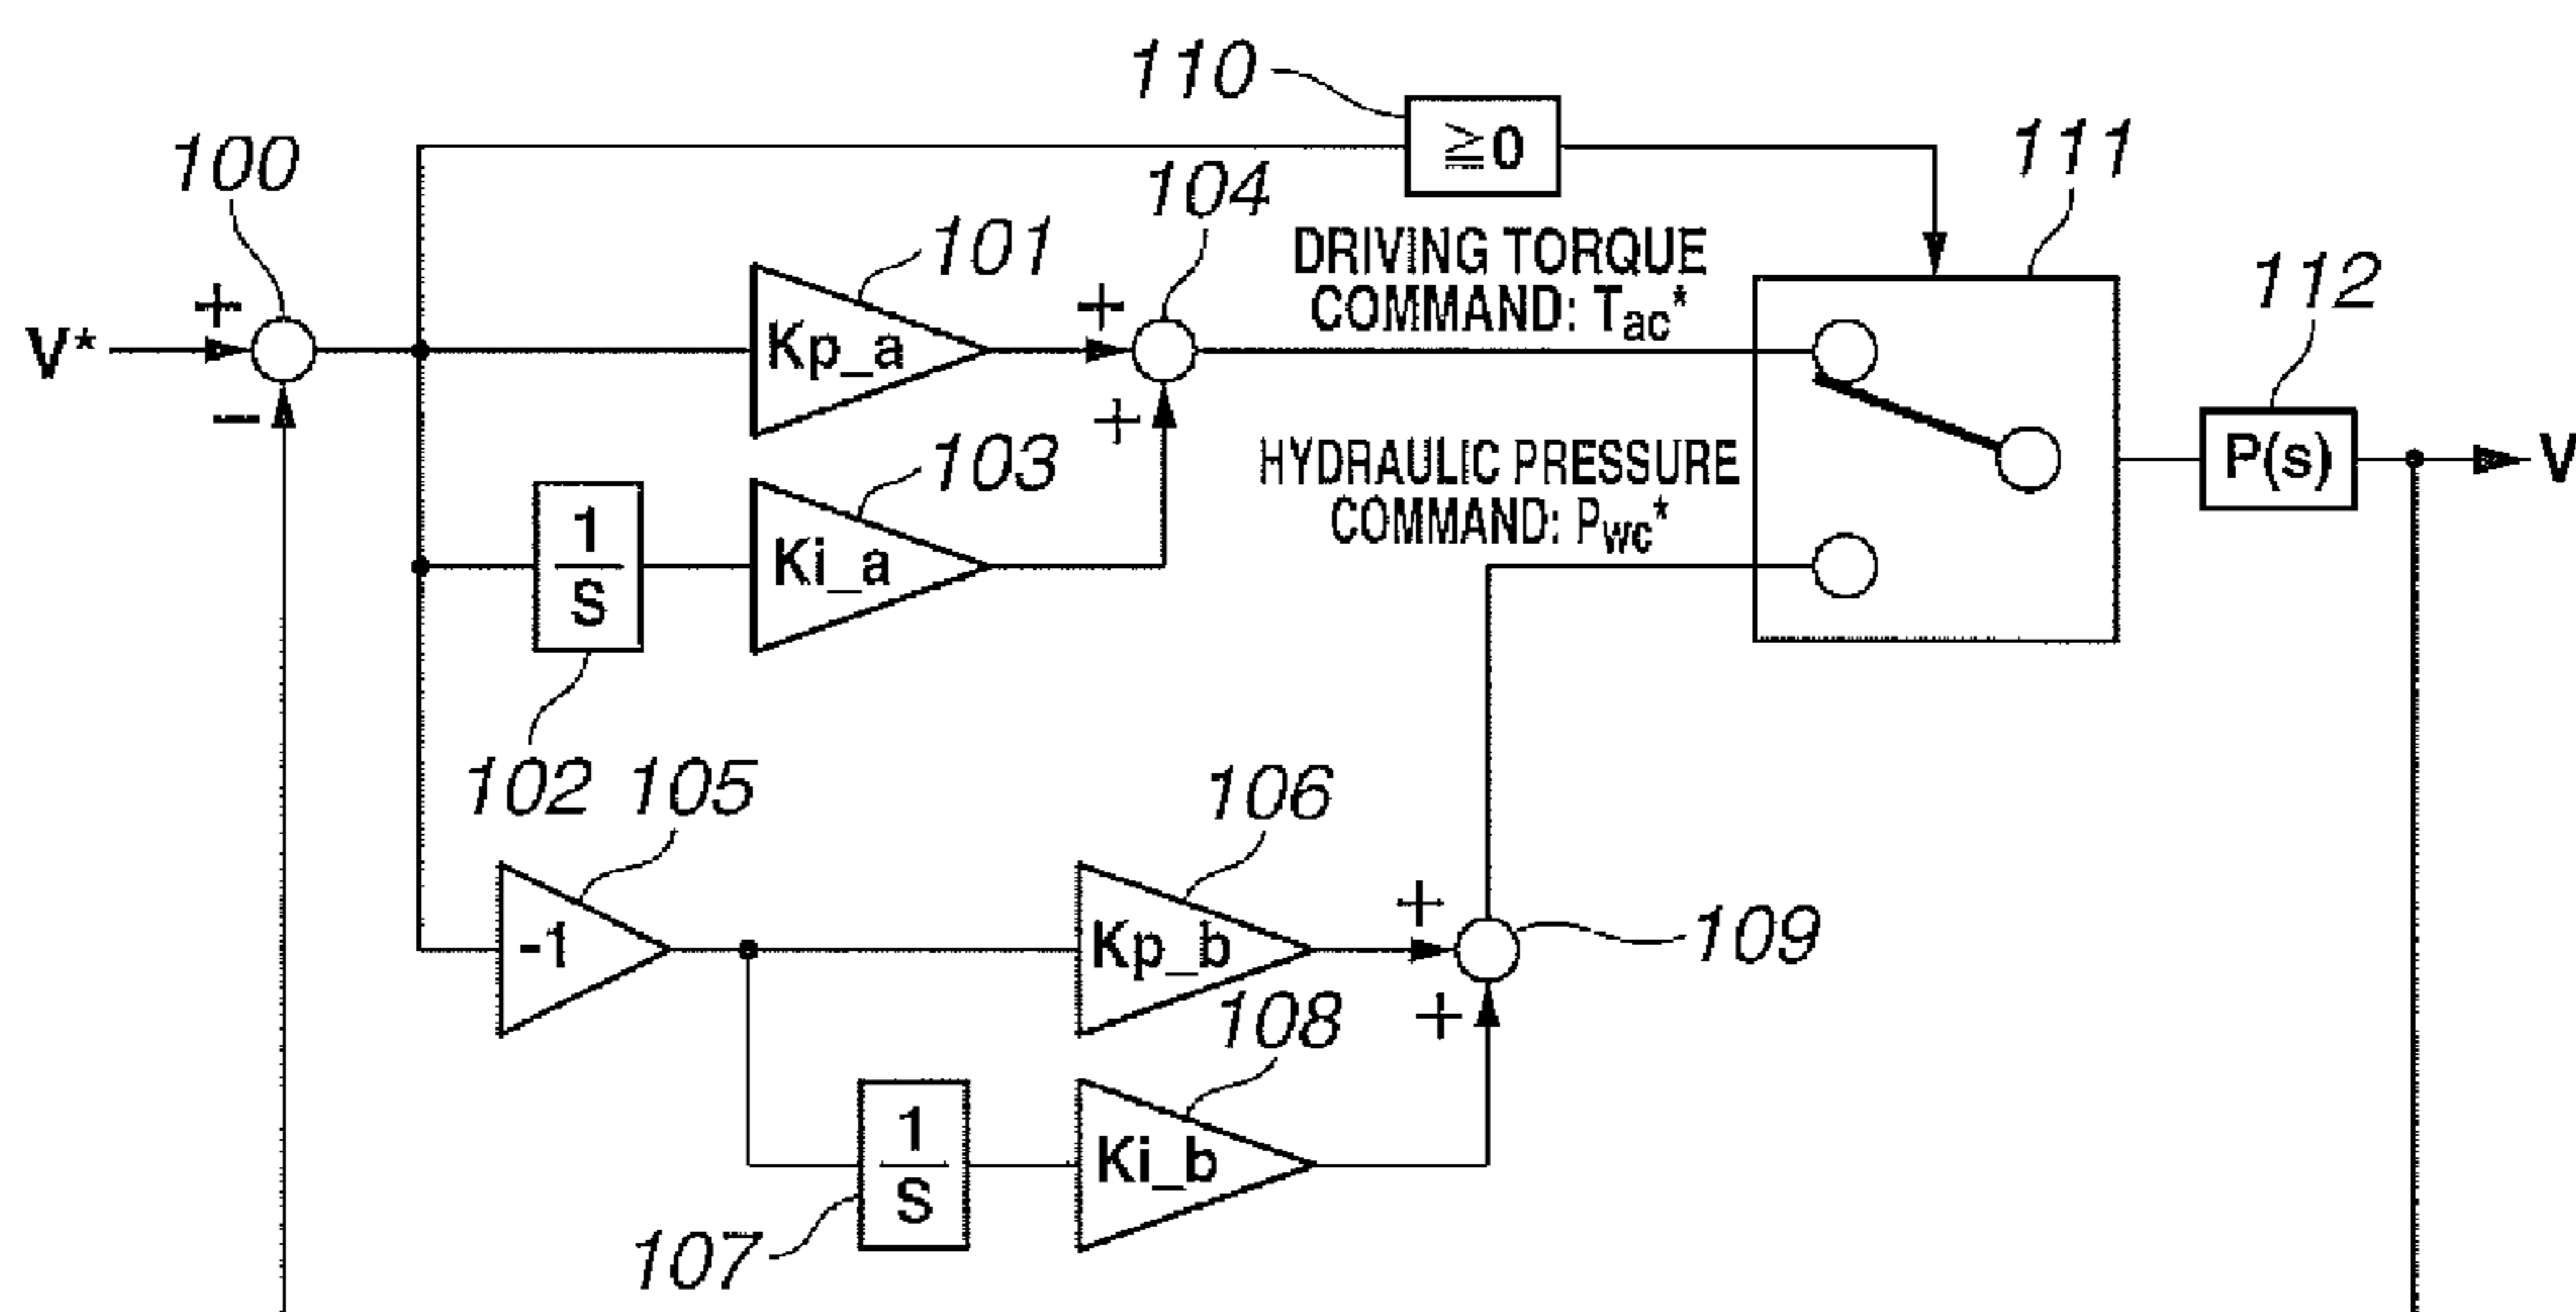 110
≧0
111
100
104
101
DRIVING TORQUE
COMMAND: Tac*
112
+
V*
−
Kp_a
+
+
103
HYDRAULIC PRESSURE
COMMAND: Pwc*
P(s)
V
1
S
Ki_a
102
105
106
-1
Kp_b
+
109
+
108
1
S
Ki_b
107